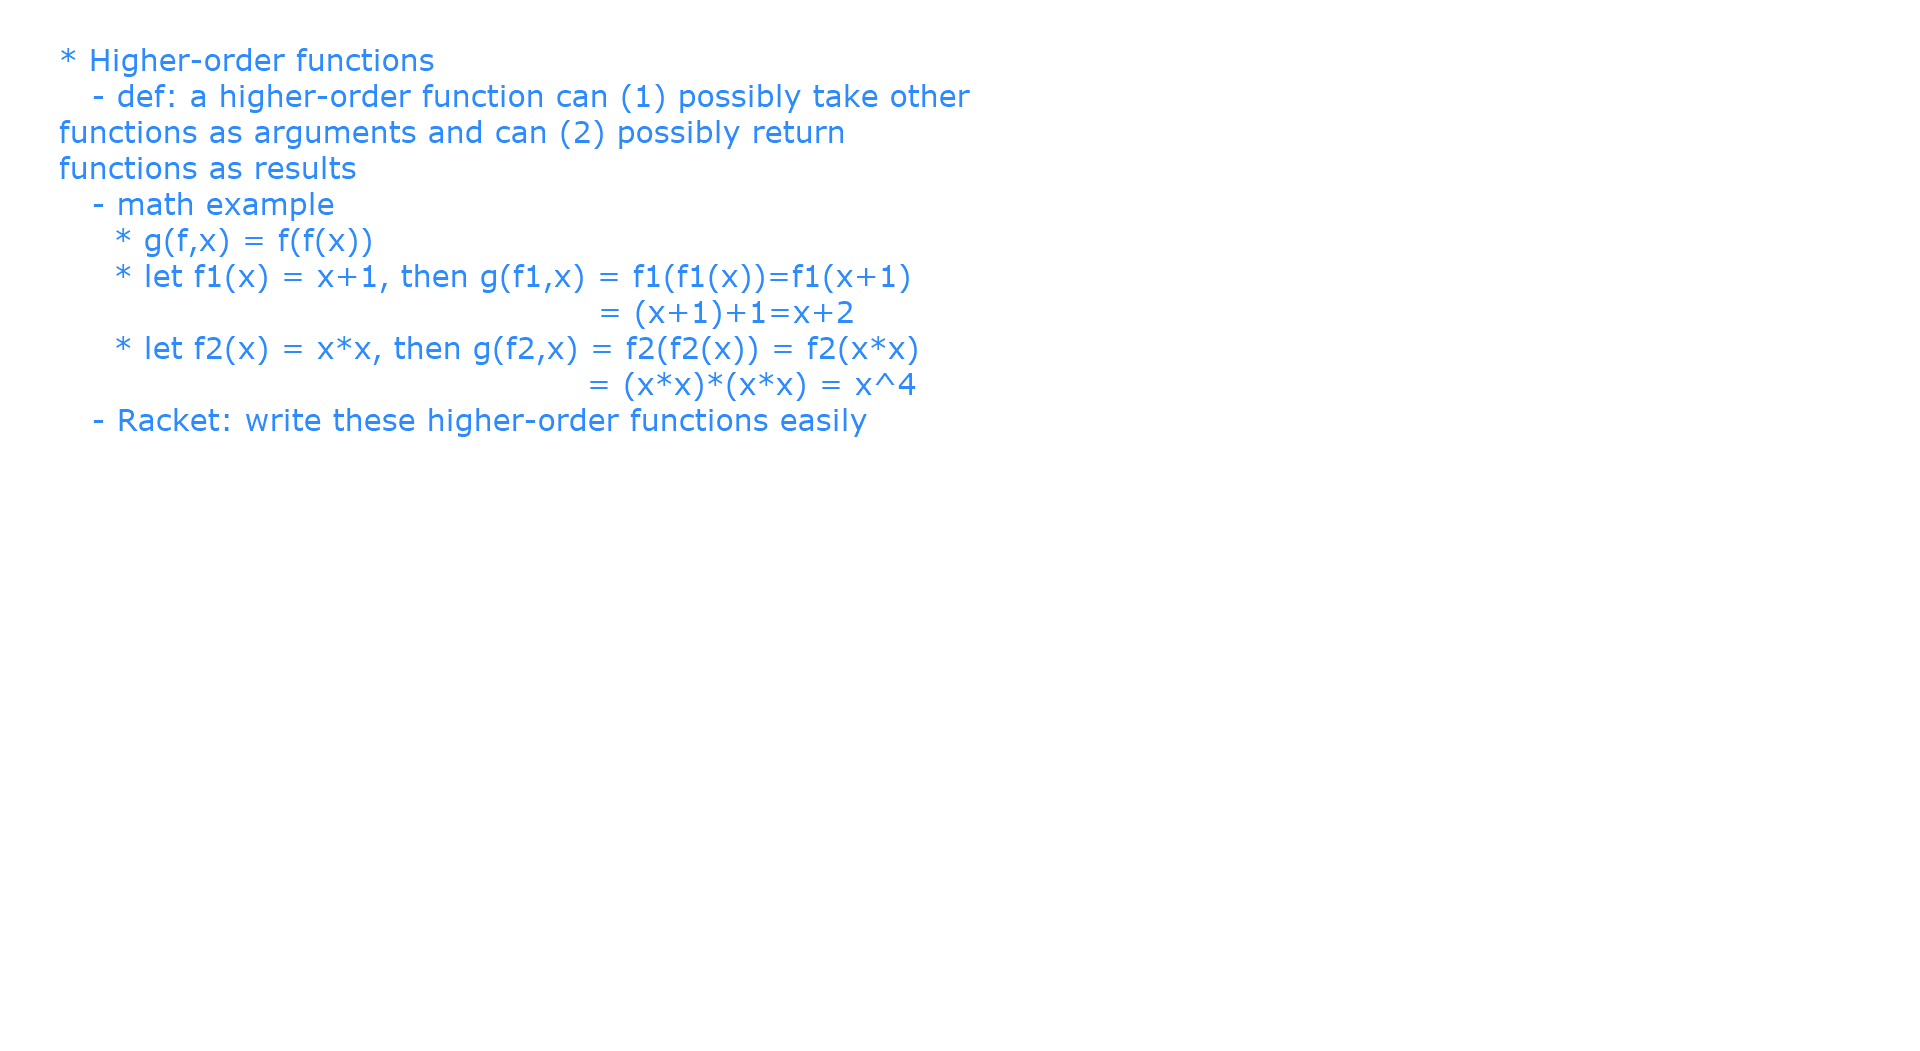 * Higher-order functions
- def: a higher-order function can (1) possibly take other
functions as arguments and can (2) possibly return
functions as results
- math example
* g(f,x) = f(f(x))
* let f1(x) = x+1, then g(f1,x) = f1(f1(x))=f1(x+1)
= (x+1)+1=x+2
* let f2(x) = x*x, then g(f2,x) = f2(f2(x)) = f2(x*x)
= (x*x)*(x*x) = x^4
- Racket: write these higher-order functions easily